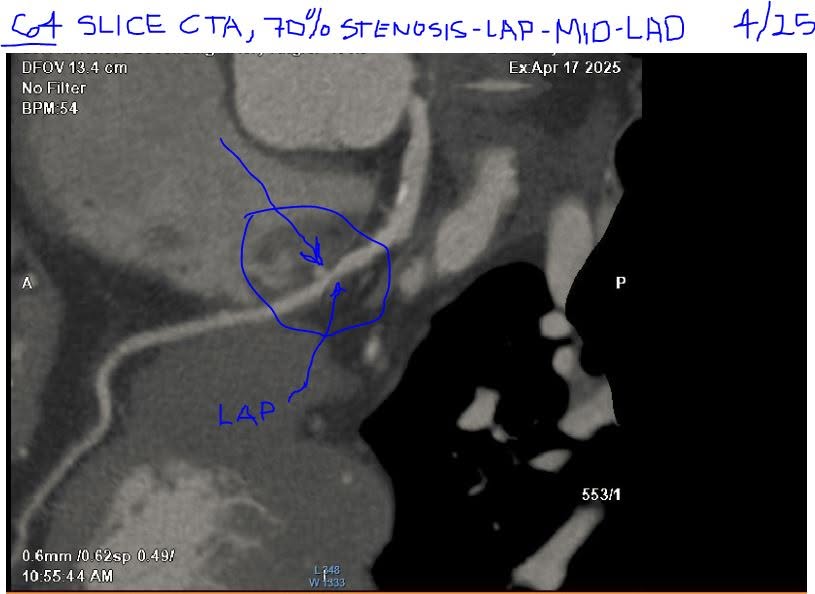 64 SLICE CTA, 70% STENOSIS-LAP-MID-LAD 4/25
DFOV 13.4 cm
Ex:Apr 17 2025
No Filter
BPM:54
A
P
LAP
553/1
0.6mm /0.62sp 0.49/
10:55:44 AM
L 348
W 1333
I